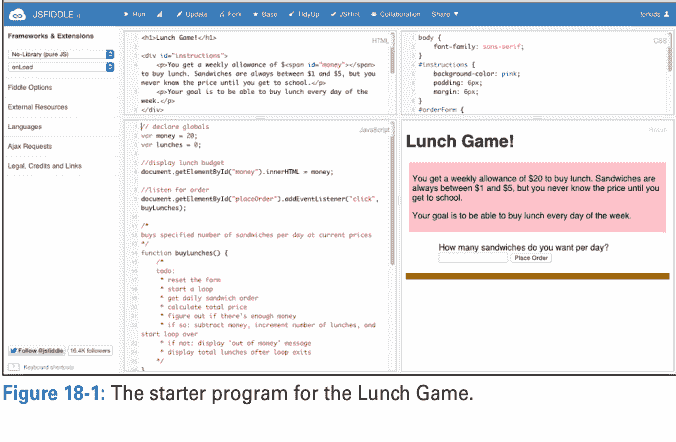 JSFIDDLE
Run
Update
Fork
Base
TidyUp
JSHint
Collaboration
Share
Frameworks & Extensions
No-Library (pure JS)
onLoad
Fiddle Options
External Resources
Languages
Ajax Requests
Legal, Credits and Links
Follow @jsfiddle
16.4K followers
Keyboard shortcuts
HTML
<h1>Lunch Game!</h1>
<div id="instructions">
<p>You get a weekly allowance of $<span id="money"></span>
to buy lunch. Sandwiches are always between $1 and $5, but you
never know the price until you get to school.</p>
<p>Your goal is to be able to buy lunch every day of the
week.</p>
</div>
CSS
body {
font-family: sans-serif;
}
#instructions {
background-color: pink;
padding: 6px;
margin: 6px;
}
#orderForm {
JavaScript
// declare globals
var money = 20;
var lunches = 0;
//display lunch budget
document.getElementById("money").innerHTML = money;
//listen for order
document.getElementById("placeOrder").addEventListener("click",
buyLunches);
/*
buys specified number of sandwiches per day at current prices
*/
function buyLunches() {
/*
todo:
* reset the form
* start a loop
* get daily sandwich order
* calculate total price
* figure out if there's enough money
* if so: subtract money, increment number of lunches, and
start loop over
* if not: display 'out of money' message
* display total lunches after loop exits
*/
}
Lunch Game!
You get a weekly allowance of $20 to buy lunch. Sandwiches are
always between $1 and $5, but you never know the price until you
get to school.
Your goal is to be able to buy lunch every day of the week.
How many sandwiches do you want per day?
Place Order
Figure 18-1: The starter program for the Lunch Game.